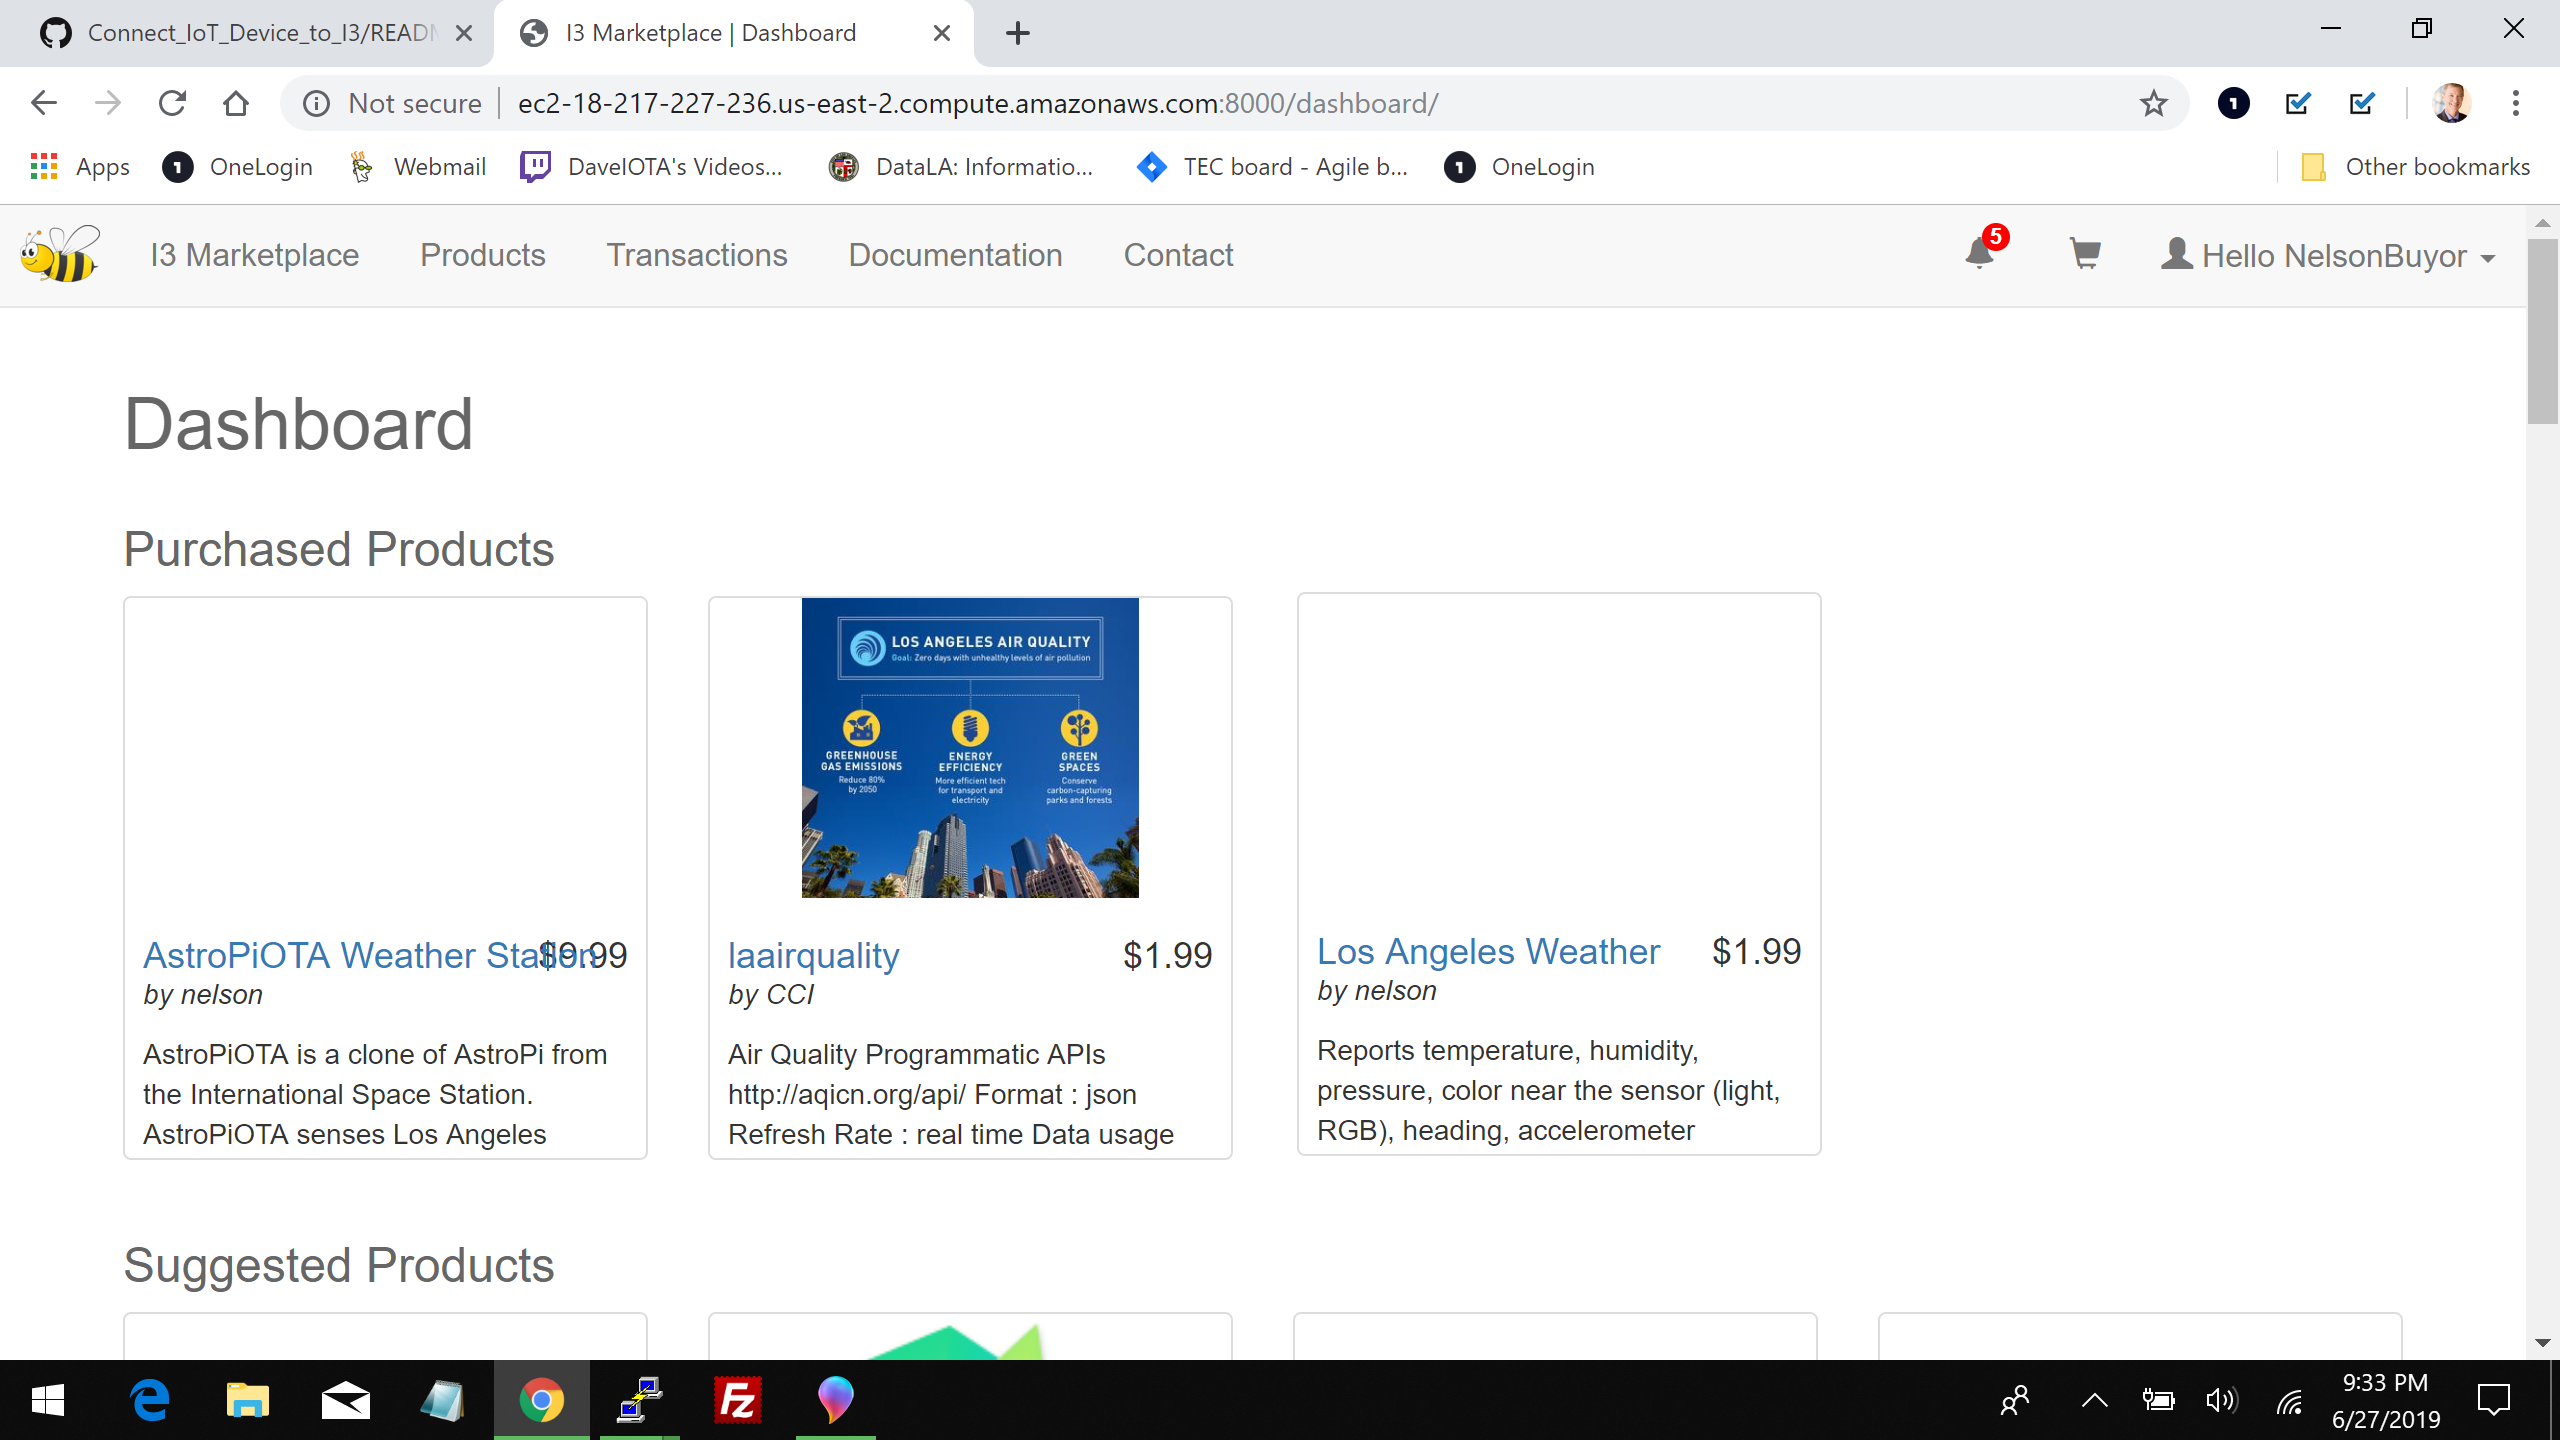 Connect_IoT_Device_to_I3/READM
I3 Marketplace | Dashboard
Not secure
ec2-18-217-227-236.us-east-2.compute.amazonaws.com:8000/dashboard/
1
Apps
1
OneLogin
Webmail
DaveIOTA's Videos...
DataLA: Informatio...
TEC board - Agile b...
1
OneLogin
Other bookmarks
I3 Marketplace
Products
Transactions
Documentation
Contact
5
Hello NelsonBuyor
Dashboard
Purchased Products
LOS ANGELES AIR QUALITY
Goal: Zero days with unhealthy levels of air pollution
GREENHOUSE
GAS EMISSIONS
Reduce 80%
by 2050
ENERGY
EFFICIENCY
More efficient tech
for transport and
electricity
GREEN
SPACES
Conserve
carbon-capturing
parks and forests
AstroPiOTA Weather Station
$9.99
by nelson
AstroPiOTA is a clone of AstroPi from
the International Space Station.
AstroPiOTA senses Los Angeles
laairquality
$1.99
by CCI
Air Quality Programmatic APIs
http://aqicn.org/api/ Format : json
Refresh Rate : real time Data usage
Los Angeles Weather
$1.99
by nelson
Reports temperature, humidity,
pressure, color near the sensor (light,
RGB), heading, accelerometer
Suggested Products
Fz
9:33 PM
6/27/2019